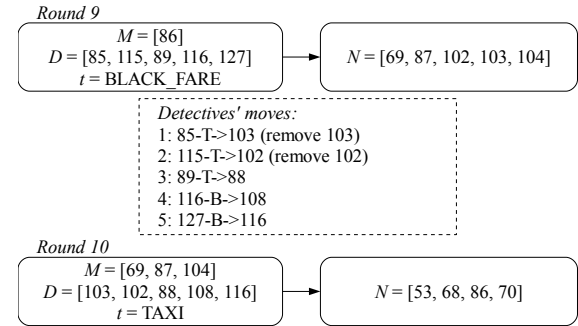 Round 9
M = [86]
D = [85, 115, 89, 116, 127]
t = BLACK_FARE
N = [69, 87, 102, 103, 104]
Detectives' moves:
1: 85-T->103 (remove 103)
2: 115-T->102 (remove 102)
3: 89-T->88
4: 116-B->108
5: 127-B->116
Round 10
M = [69, 87, 104]
D = [103, 102, 88, 108, 116]
t = TAXI
N = [53, 68, 86, 70]